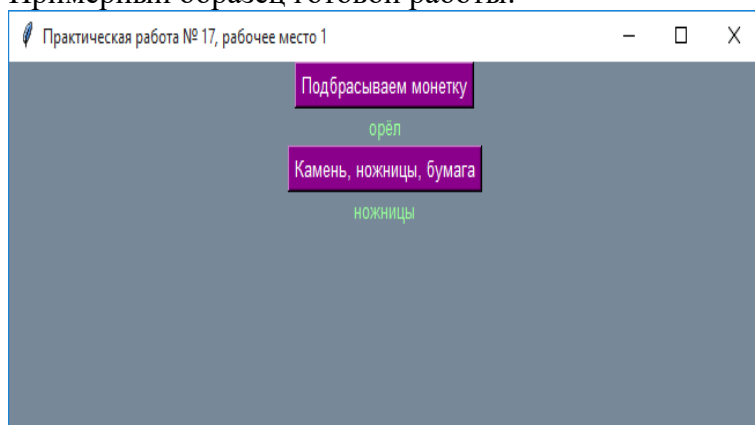 Примерный образец готовой работы:
Практическая работа № 17, рабочее место 1
Подбрасываем монетку
орёл
Камень, ножницы, бумага
ножницы